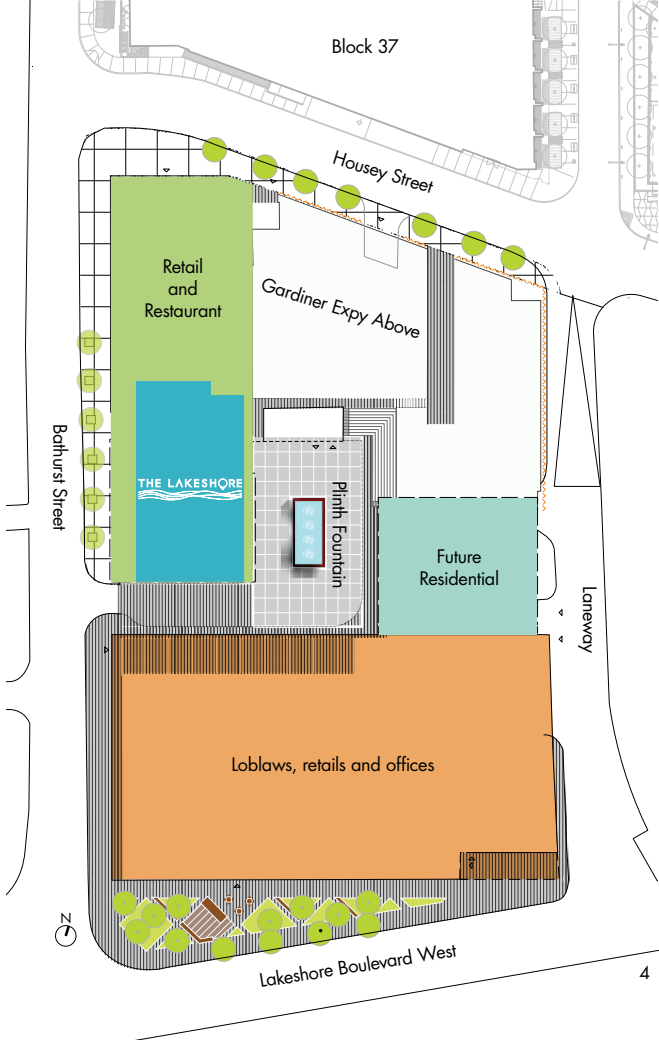 Block 37
Housey Street
Retail
and
Restaurant
Gardiner Expy Above
Bathurst Street
THE LAKESHORE
Plinth Fountain
Future
Residential
Laneway
Loblaws, retails and offices
N
Lakeshore Boulevard West
4